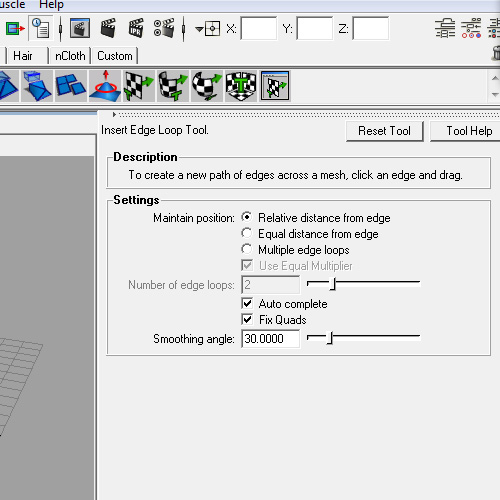 uscle Help
X: Y: Z:
IPR
Hair nCloth Custom
Insert Edge Loop Tool. Reset Tool Tool Help
Description
To create a new path of edges across a mesh, click an edge and drag.
Settings
Maintain position: Relative distance from edge
Equal distance from edge
Multiple edge loops
Use Equal Multiplier
Number of edge loops: 2
Auto complete
Fix Quads
Smoothing angle: 30.0000